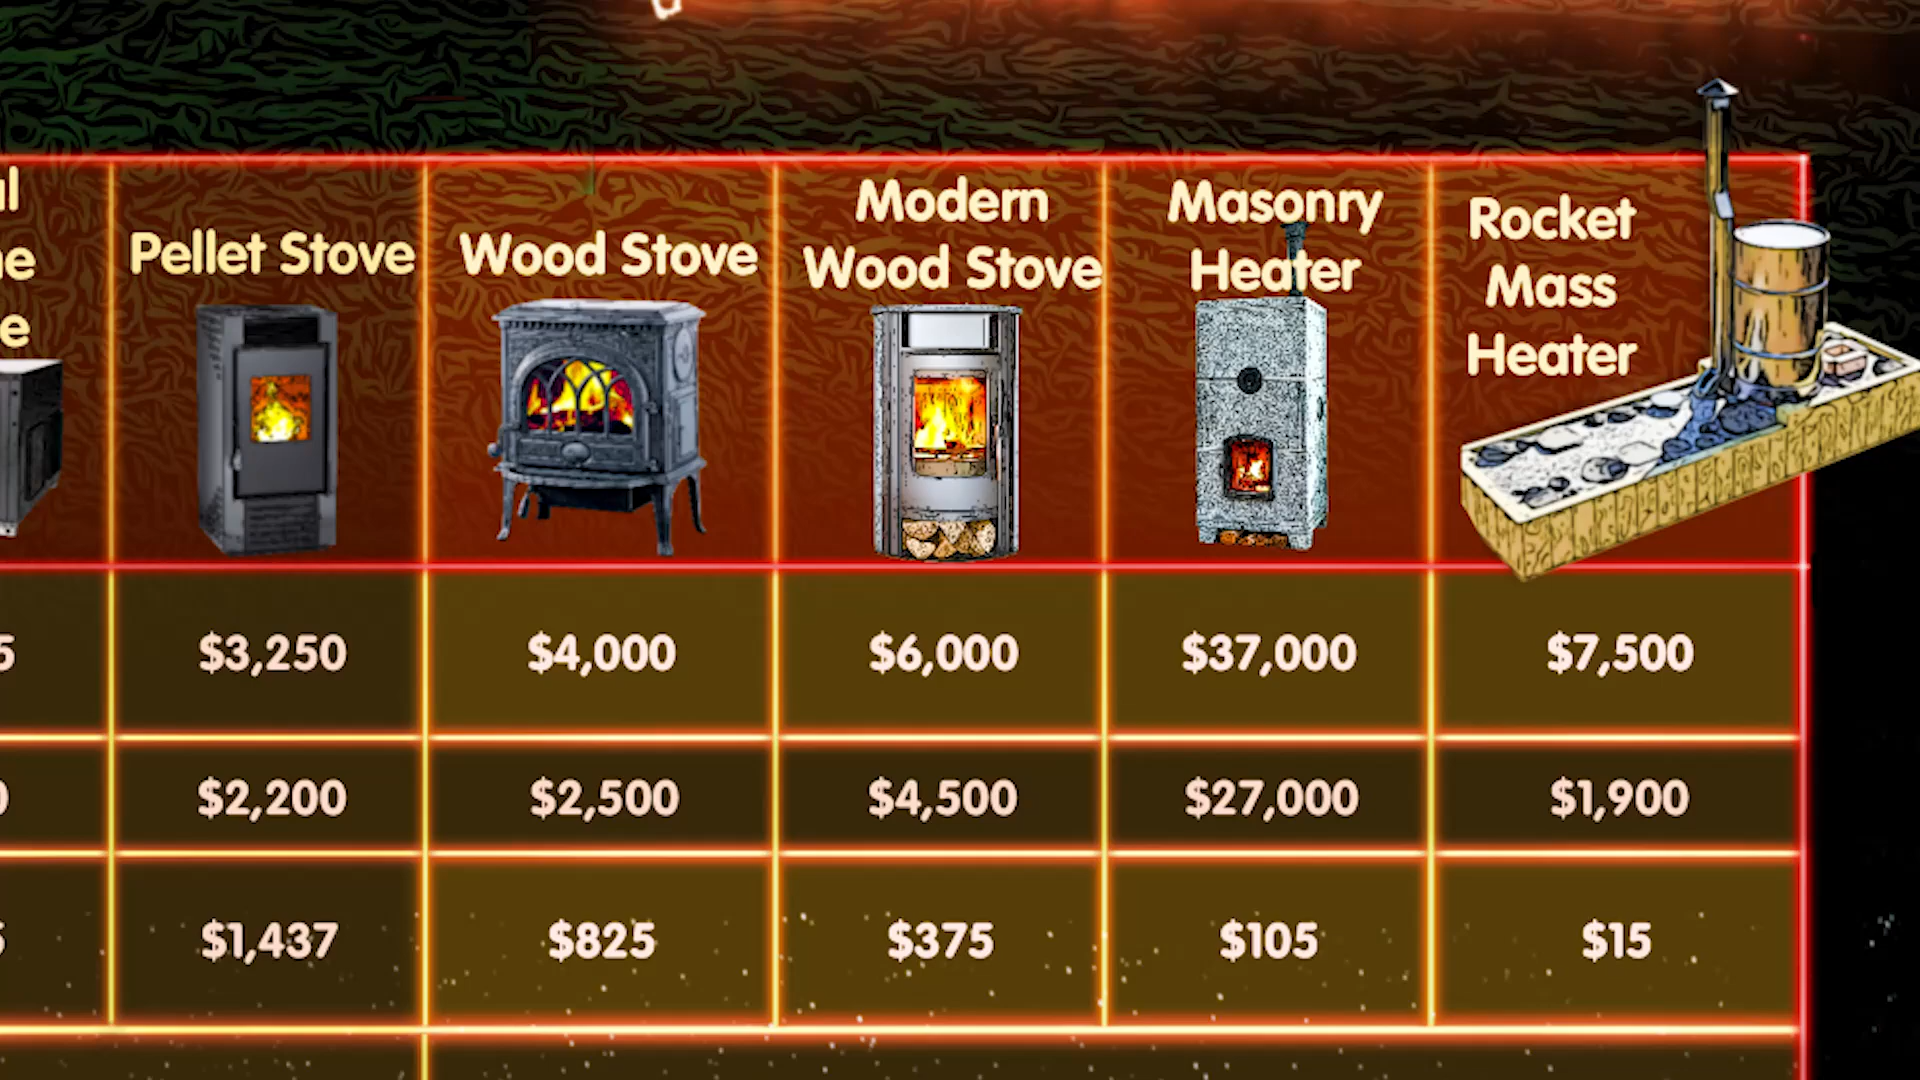 Pellet Stove
Wood Stove
Modern
Wood Stove
Masonry
Heater
Rocket
Mass
Heater
$3,250 $4,000 $6,000 $37,000 $7,500
$2,200 $2,500 $4,500 $27,000 $1,900
$1,437 $825 $375 $105 $15